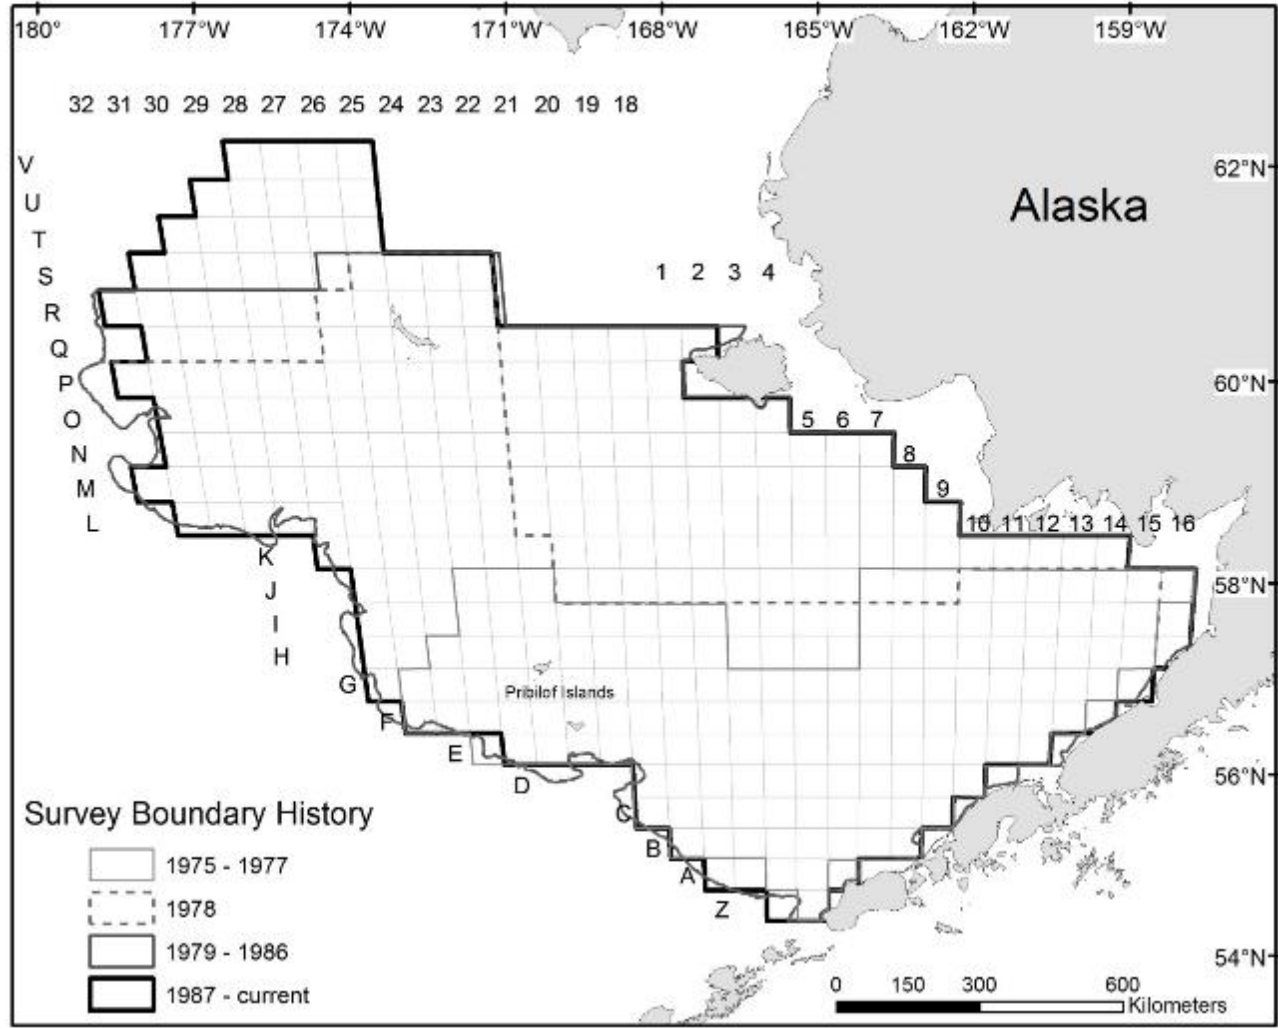 180° 177°W 174°W 171°W 168°W 165°W 162°W 159°W
32 31 30 29 28 27 26 25 24 23 22 21 20 19 18
V
62°N
U
Alaska
T
S
1 2 3 4
R
Q
P
60°N
O
5 6 7
N
8
M
9
L
10 11 12 13 14 15 16
K
J
58°N
I
H
G
Pribilof Islands
F
E
56°N
D
C
B
A
Z
54°N
Survey Boundary History
1975 - 1977
1978
1979 - 1986
1987 - current
0 150 300 600
Kilometers